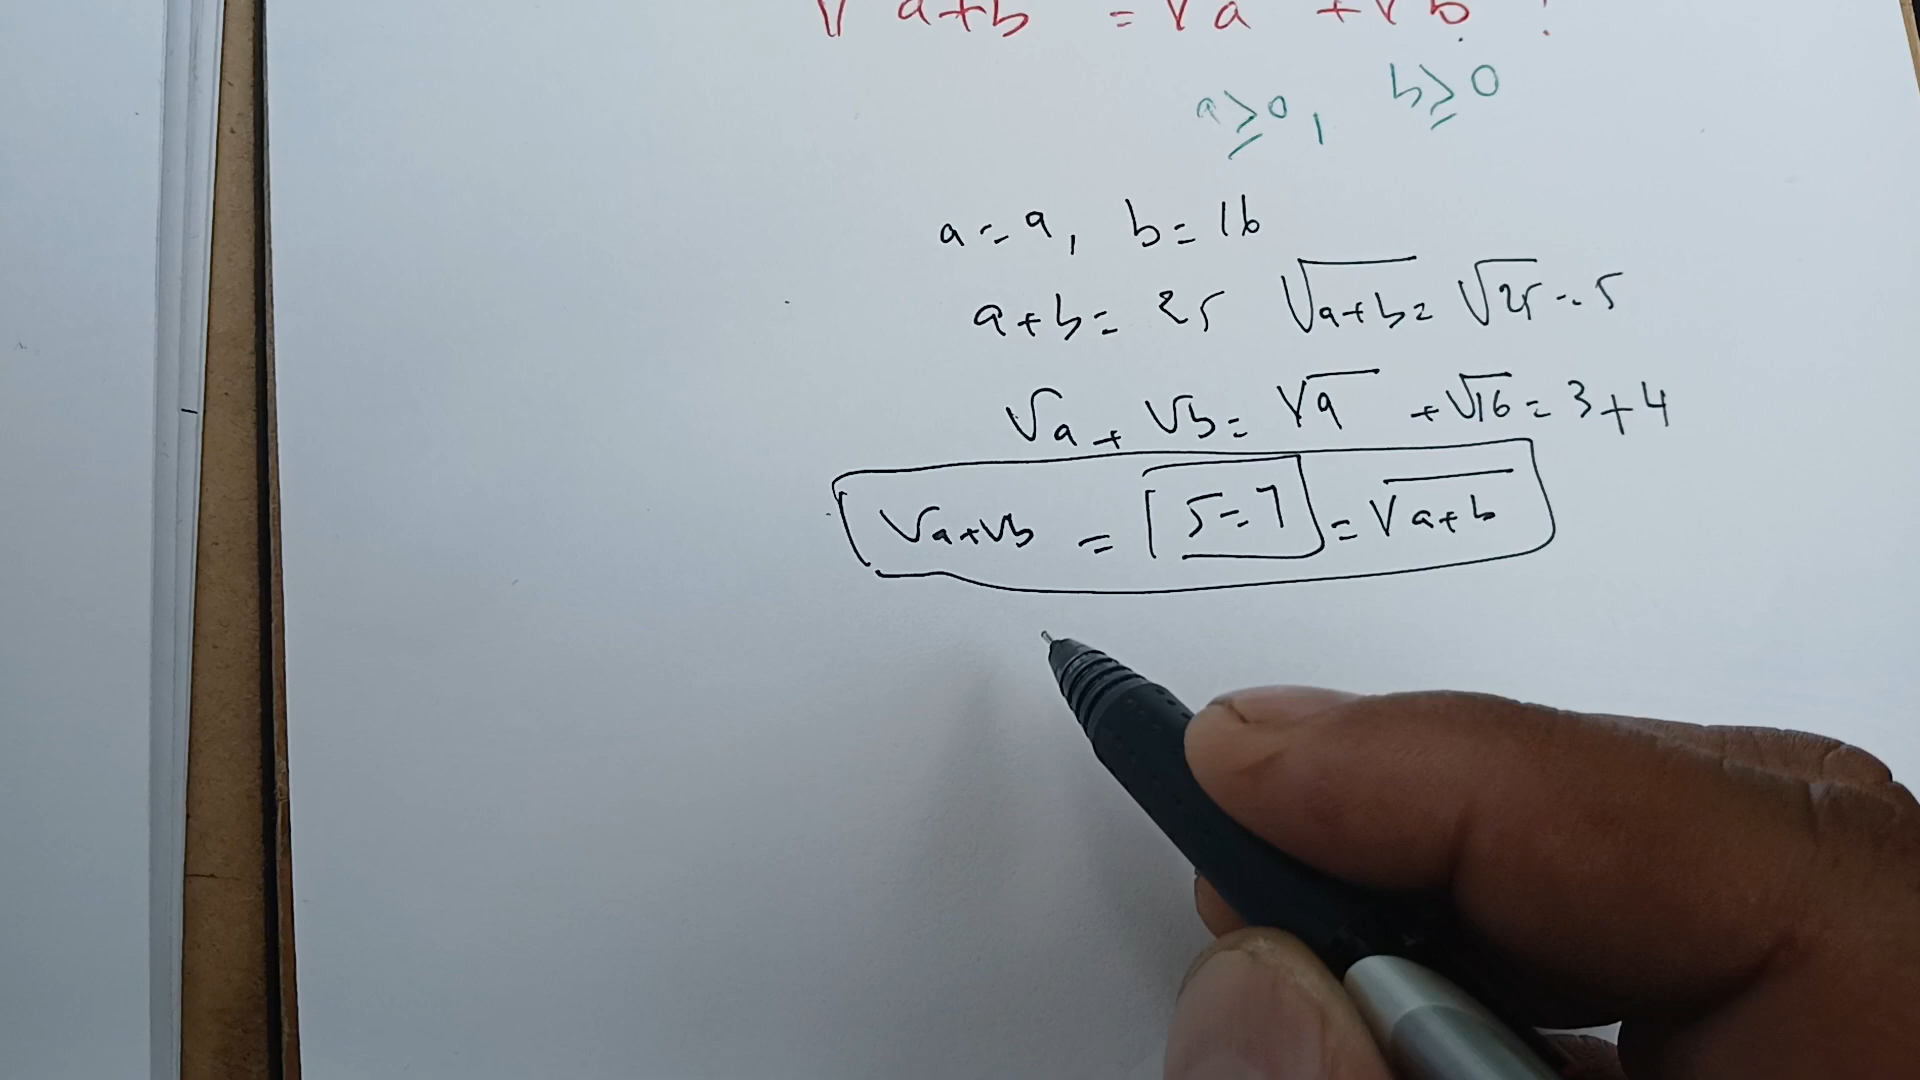 √a+b = √a + √b ?
a≥0, b≥0
a=9, b=16
a+b= 25 √a+b = √25 = 5
√a + √b = √9 + √16 = 3+4
√a+√b = 5=7 = √a+b